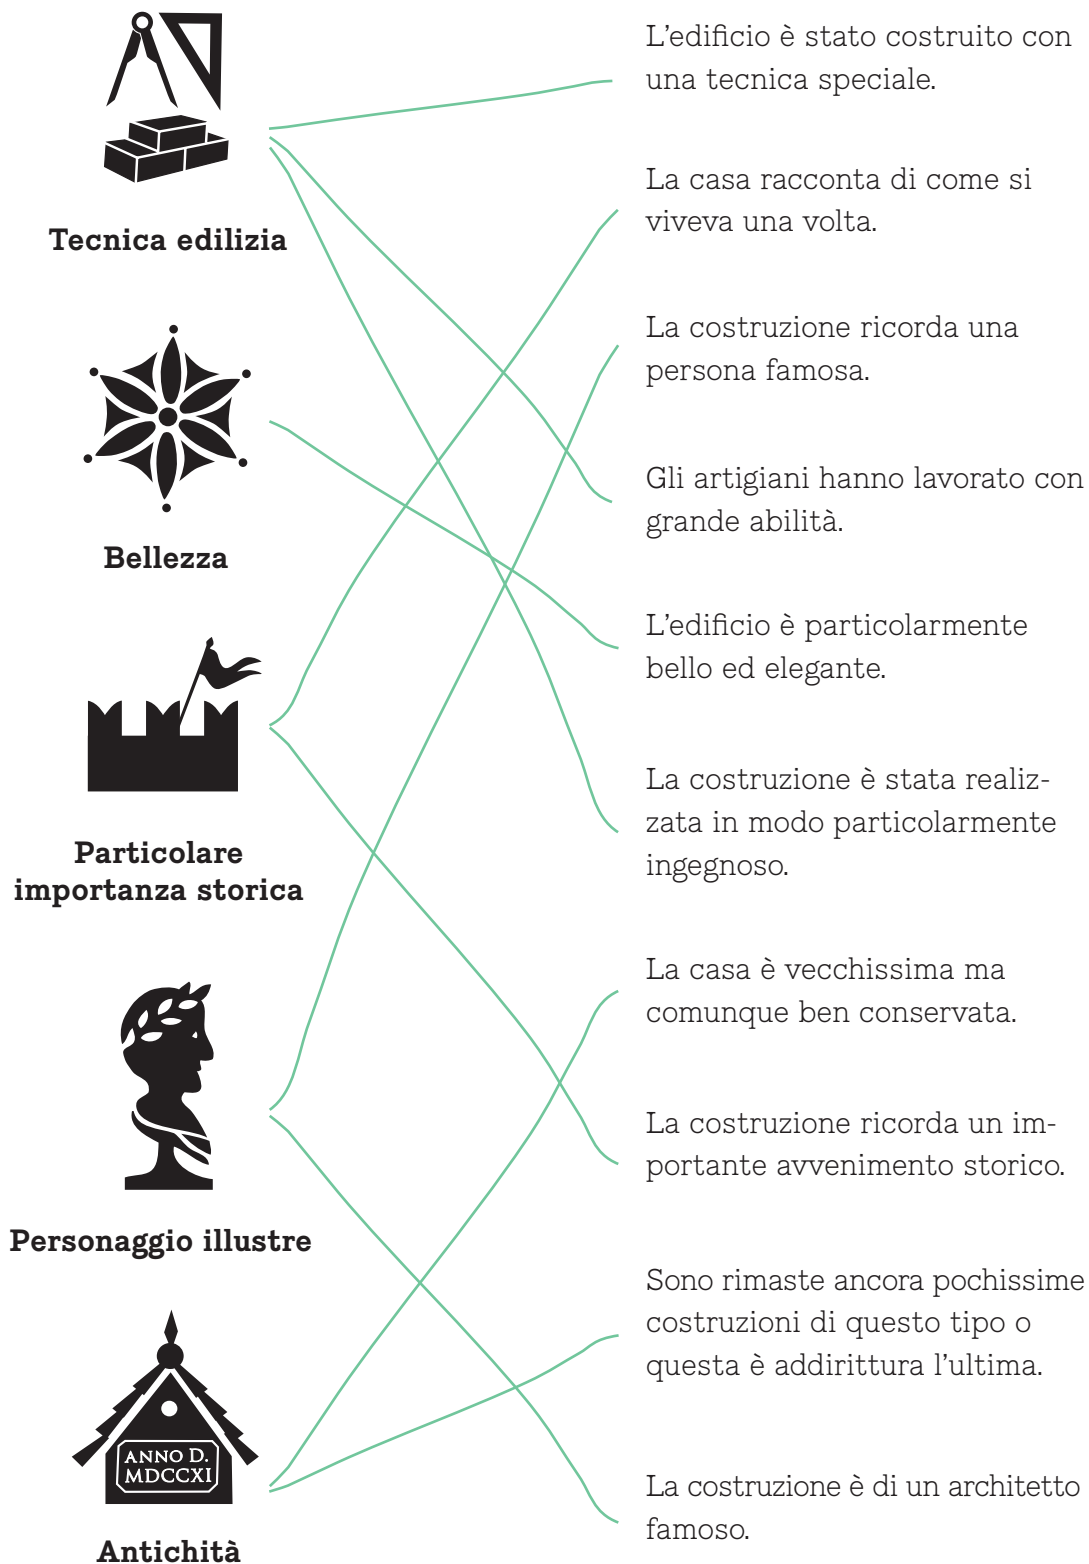 L’edificio è stato costruito con
una tecnica speciale.
Tecnica edilizia
La casa racconta di come si
viveva una volta.
La costruzione ricorda una
persona famosa.
Bellezza
Gli artigiani hanno lavorato con
grande abilità.
L’edificio è particolarmente
bello ed elegante.
Particolare
importanza storica
La costruzione è stata realiz-
zata in modo particolarmente
ingegnoso.
La casa è vecchissima ma
comunque ben conservata.
Personaggio illustre
La costruzione ricorda un im-
portante avvenimento storico.
Sono rimaste ancora pochissime
costruzioni di questo tipo o
questa è addirittura l’ultima.
ANNO D.
MDCCXI
Antichità
La costruzione è di un architetto
famoso.